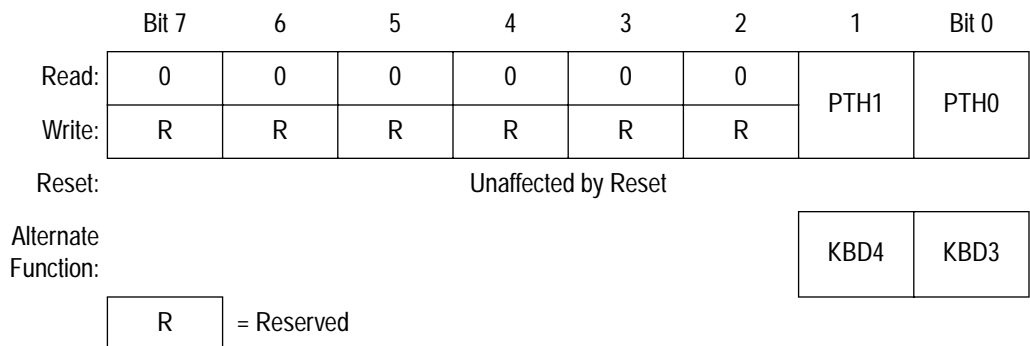 Bit 7 6 5 4 3 2 1 Bit 0
Read: 0 0 0 0 0 0 PTH1 PTH0
Write: R R R R R R
Reset: Unaffected by Reset
Alternate
Function: KBD4 KBD3
R = Reserved